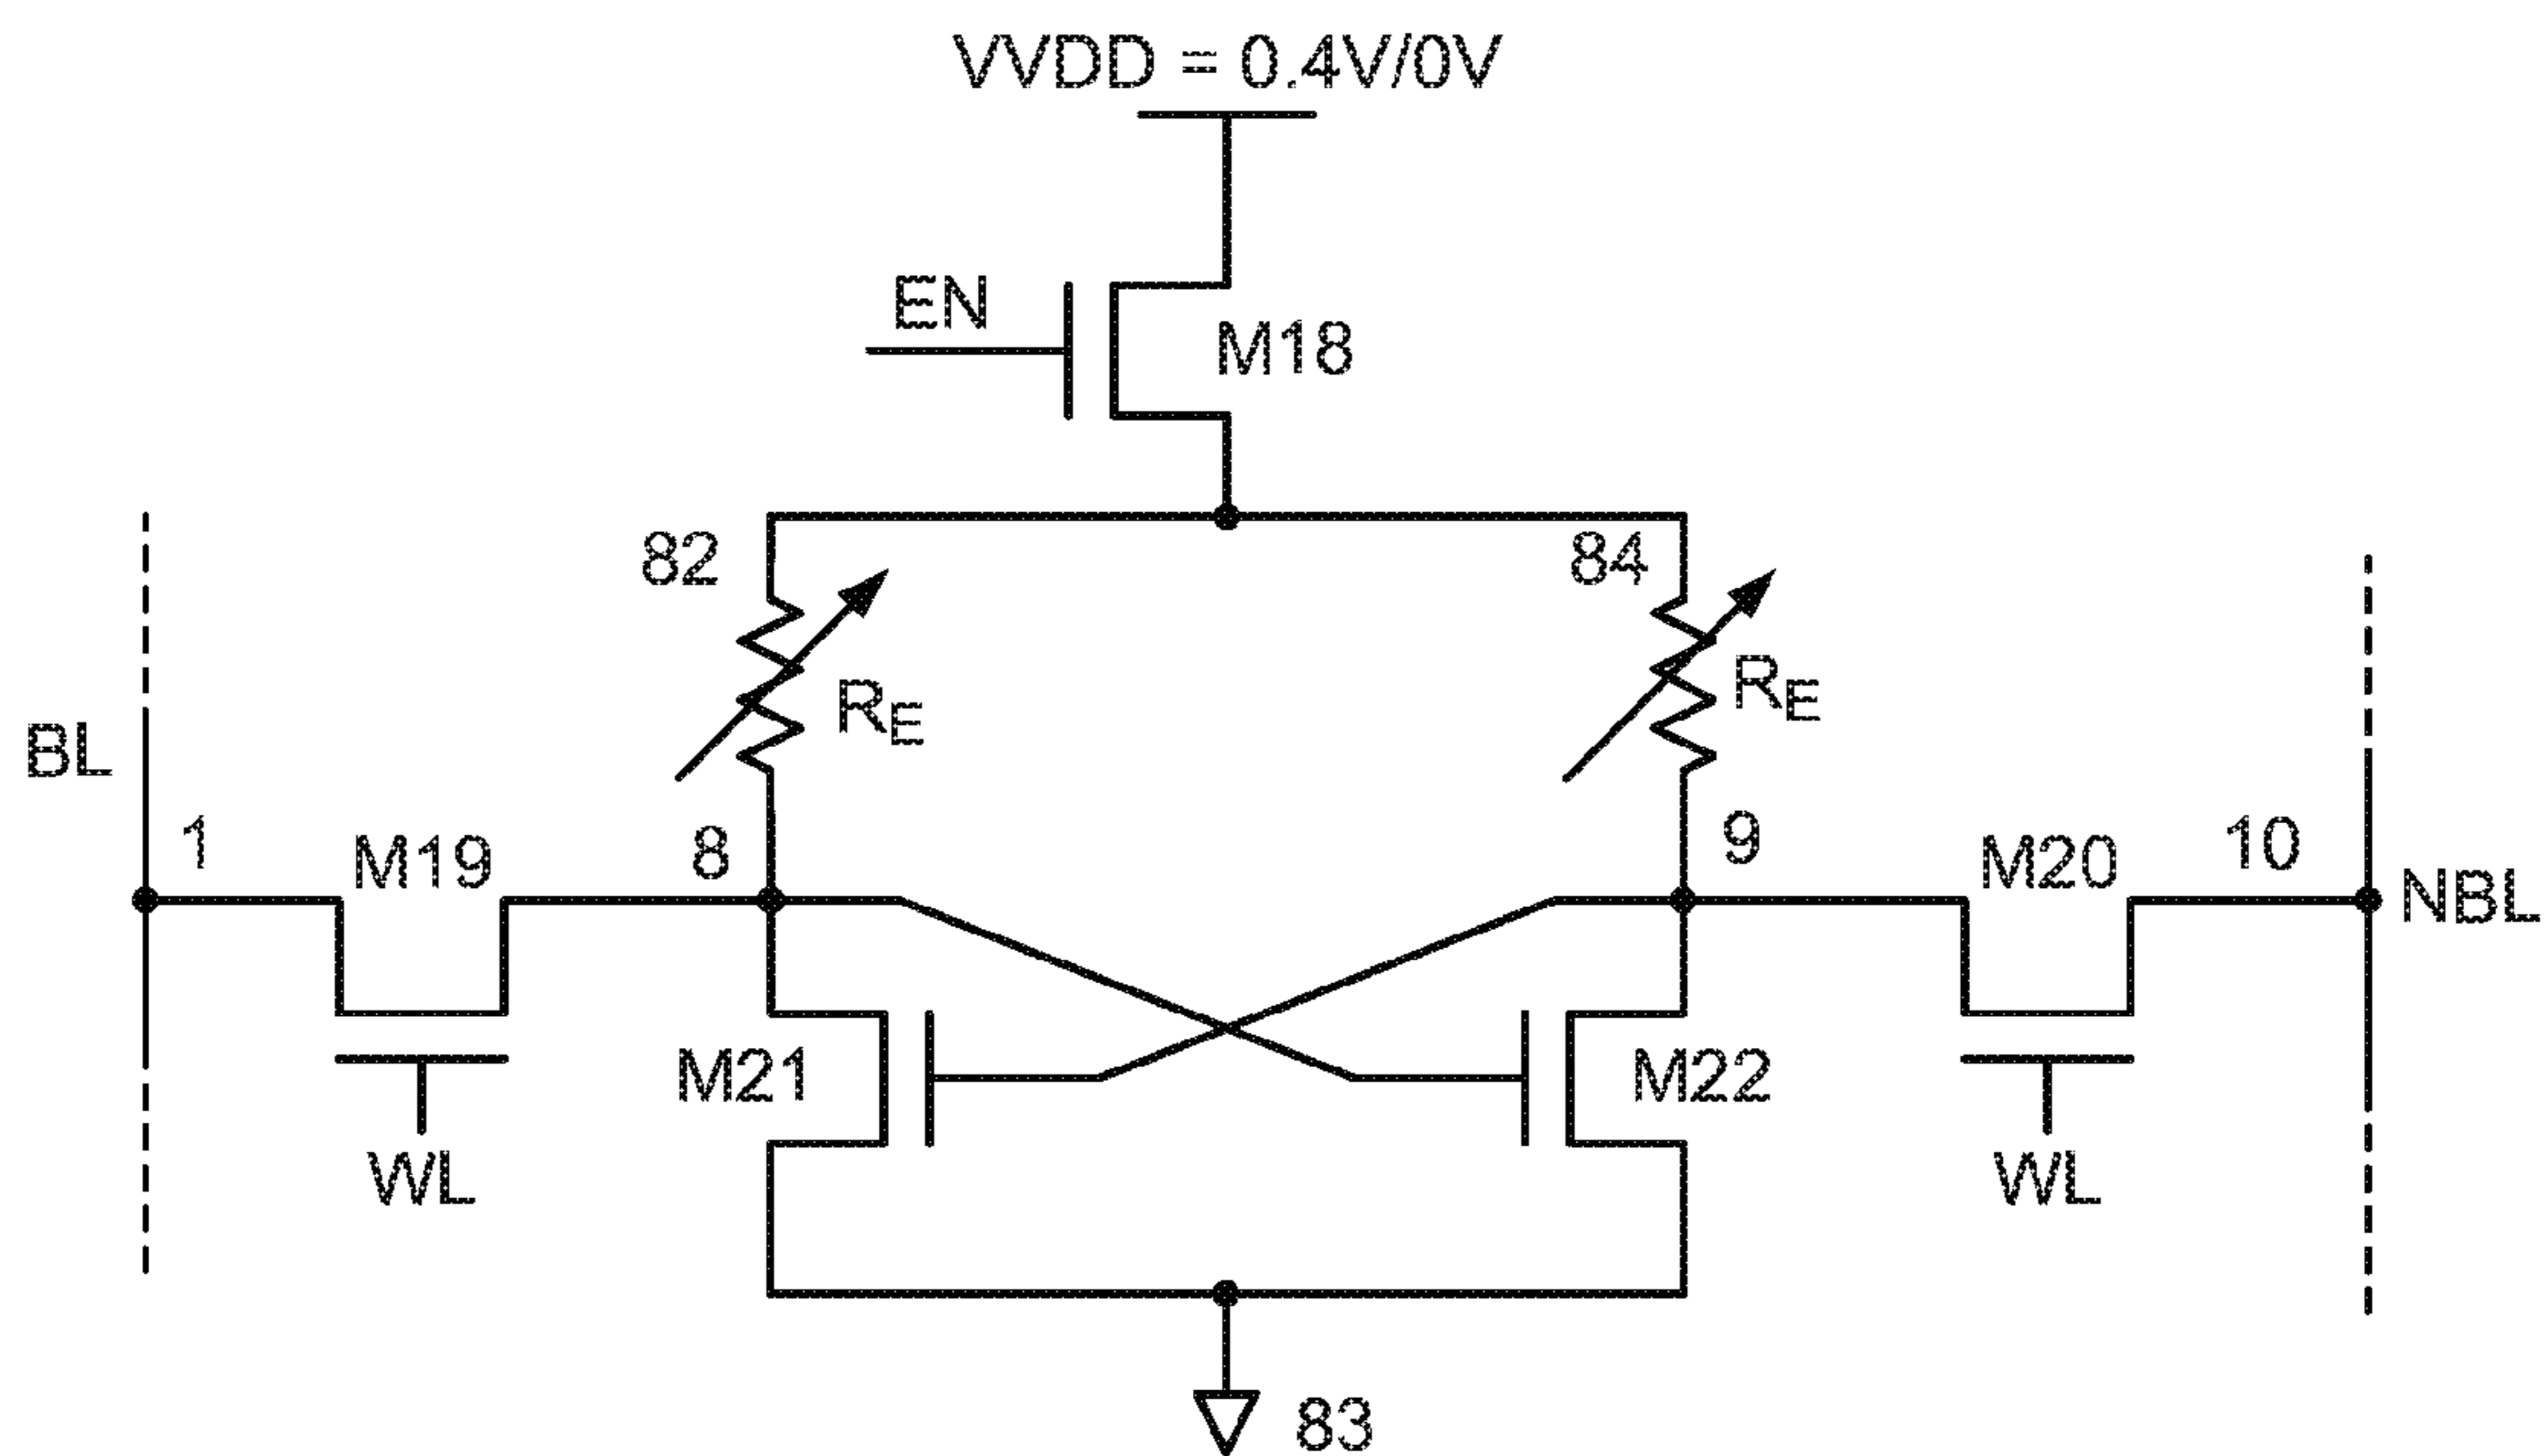 VVDD = 0.4V/0V
EN
M18
82
84
RE
RE
BL
1
M19
8
9
M20
10
NBL
M21
M22
WL
WL
83